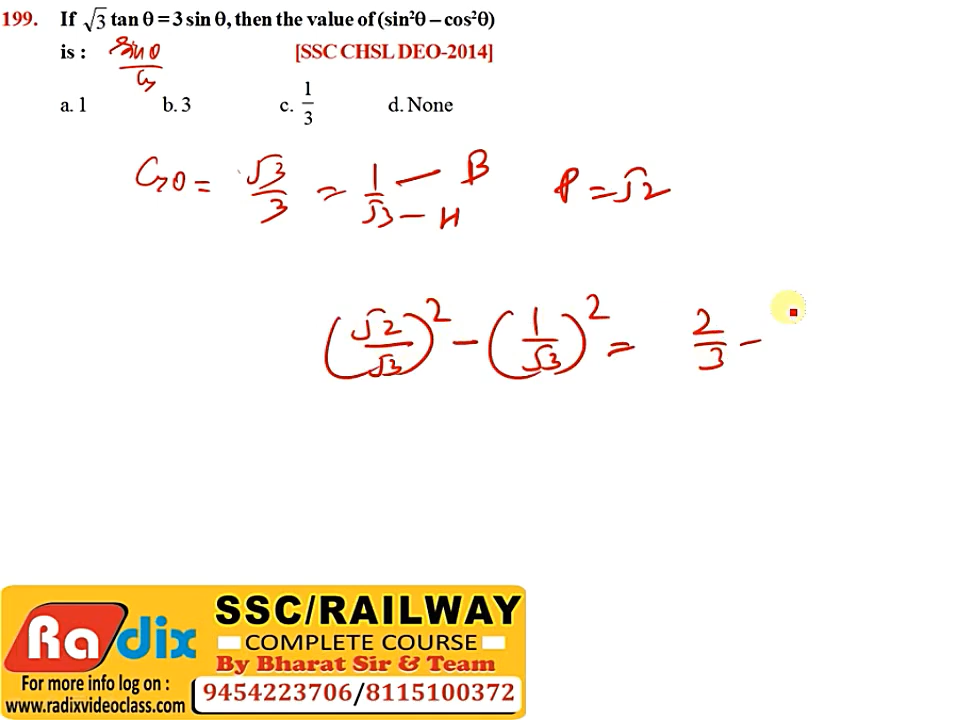 199. If √3 tan θ = 3 sin θ, then the value of (sin²θ – cos²θ)
is : [SSC CHSL DEO-2014]
sin θ / cos
a. 1 b. 3 c. 1/3 d. None
Cosθ = √3/3 = 1/√3 — B — H P = √2
(√2/√3)² – (1/√3)² = 2/3 –
Radix
For more info log on :
www.radixvideoclass.com
SSC/RAILWAY
COMPLETE COURSE
By Bharat Sir & Team
9454223706/8115100372